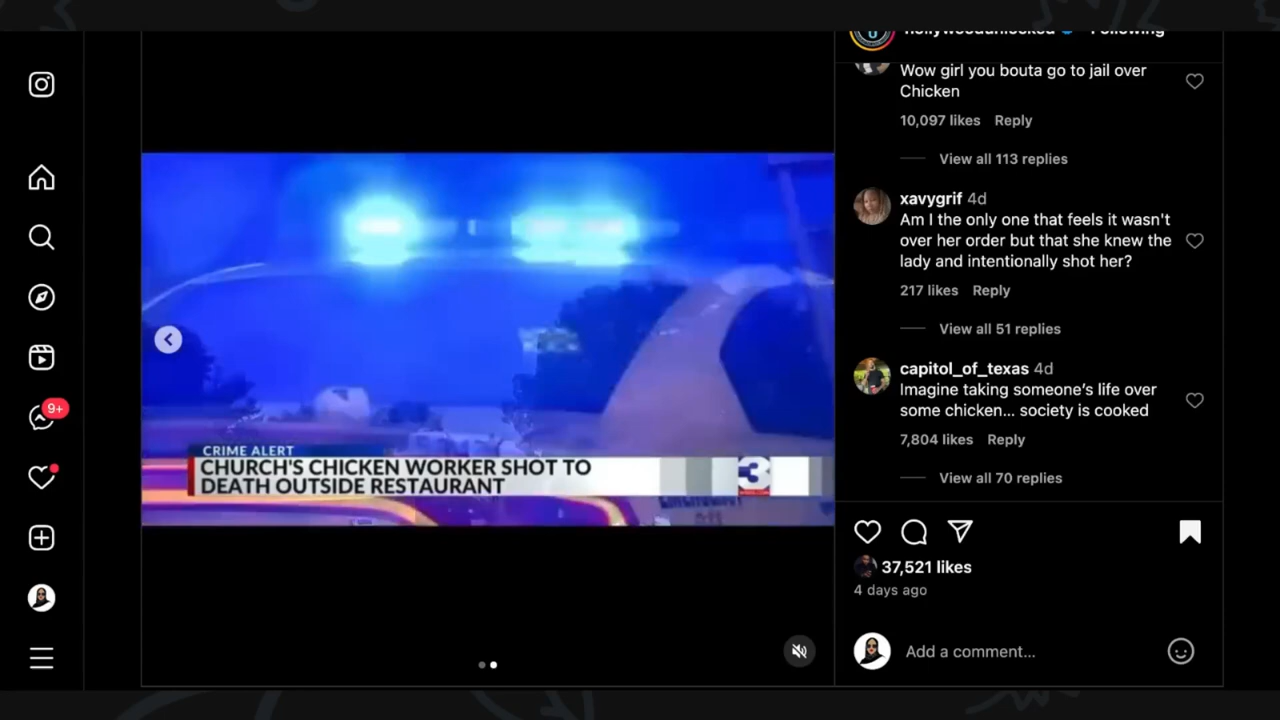 9+
CRIME ALERT
CHURCH'S CHICKEN WORKER SHOT TO
DEATH OUTSIDE RESTAURANT
3
Following
Wow girl you bouta go to jail over
Chicken
10,097 likes Reply
View all 113 replies
xavygrif 4d
Am I the only one that feels it wasn't
over her order but that she knew the
lady and intentionally shot her?
217 likes Reply
View all 51 replies
capitol_of_texas 4d
Imagine taking someone's life over
some chicken... society is cooked
7,804 likes Reply
View all 70 replies
37,521 likes
4 days ago
Add a comment...